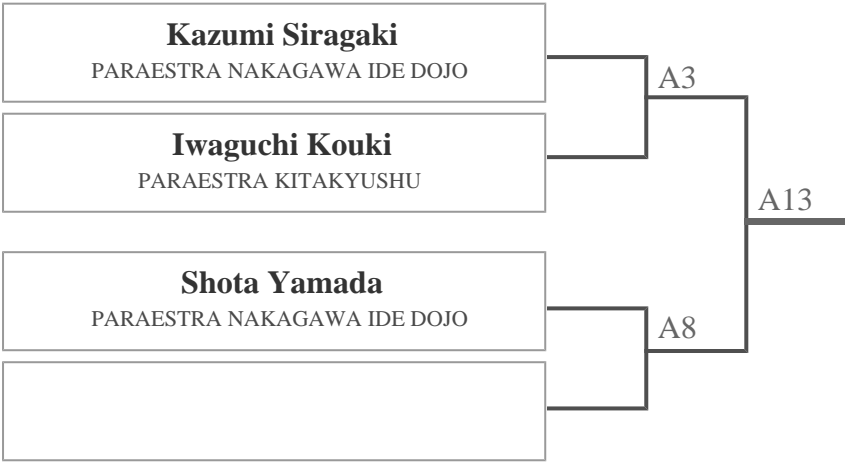 Kazumi Siragaki
PARAESTRA NAKAGAWA IDE DOJO
A3
Iwaguchi Kouki
PARAESTRA KITAKYUSHU
A13
Shota Yamada
PARAESTRA NAKAGAWA IDE DOJO
A8